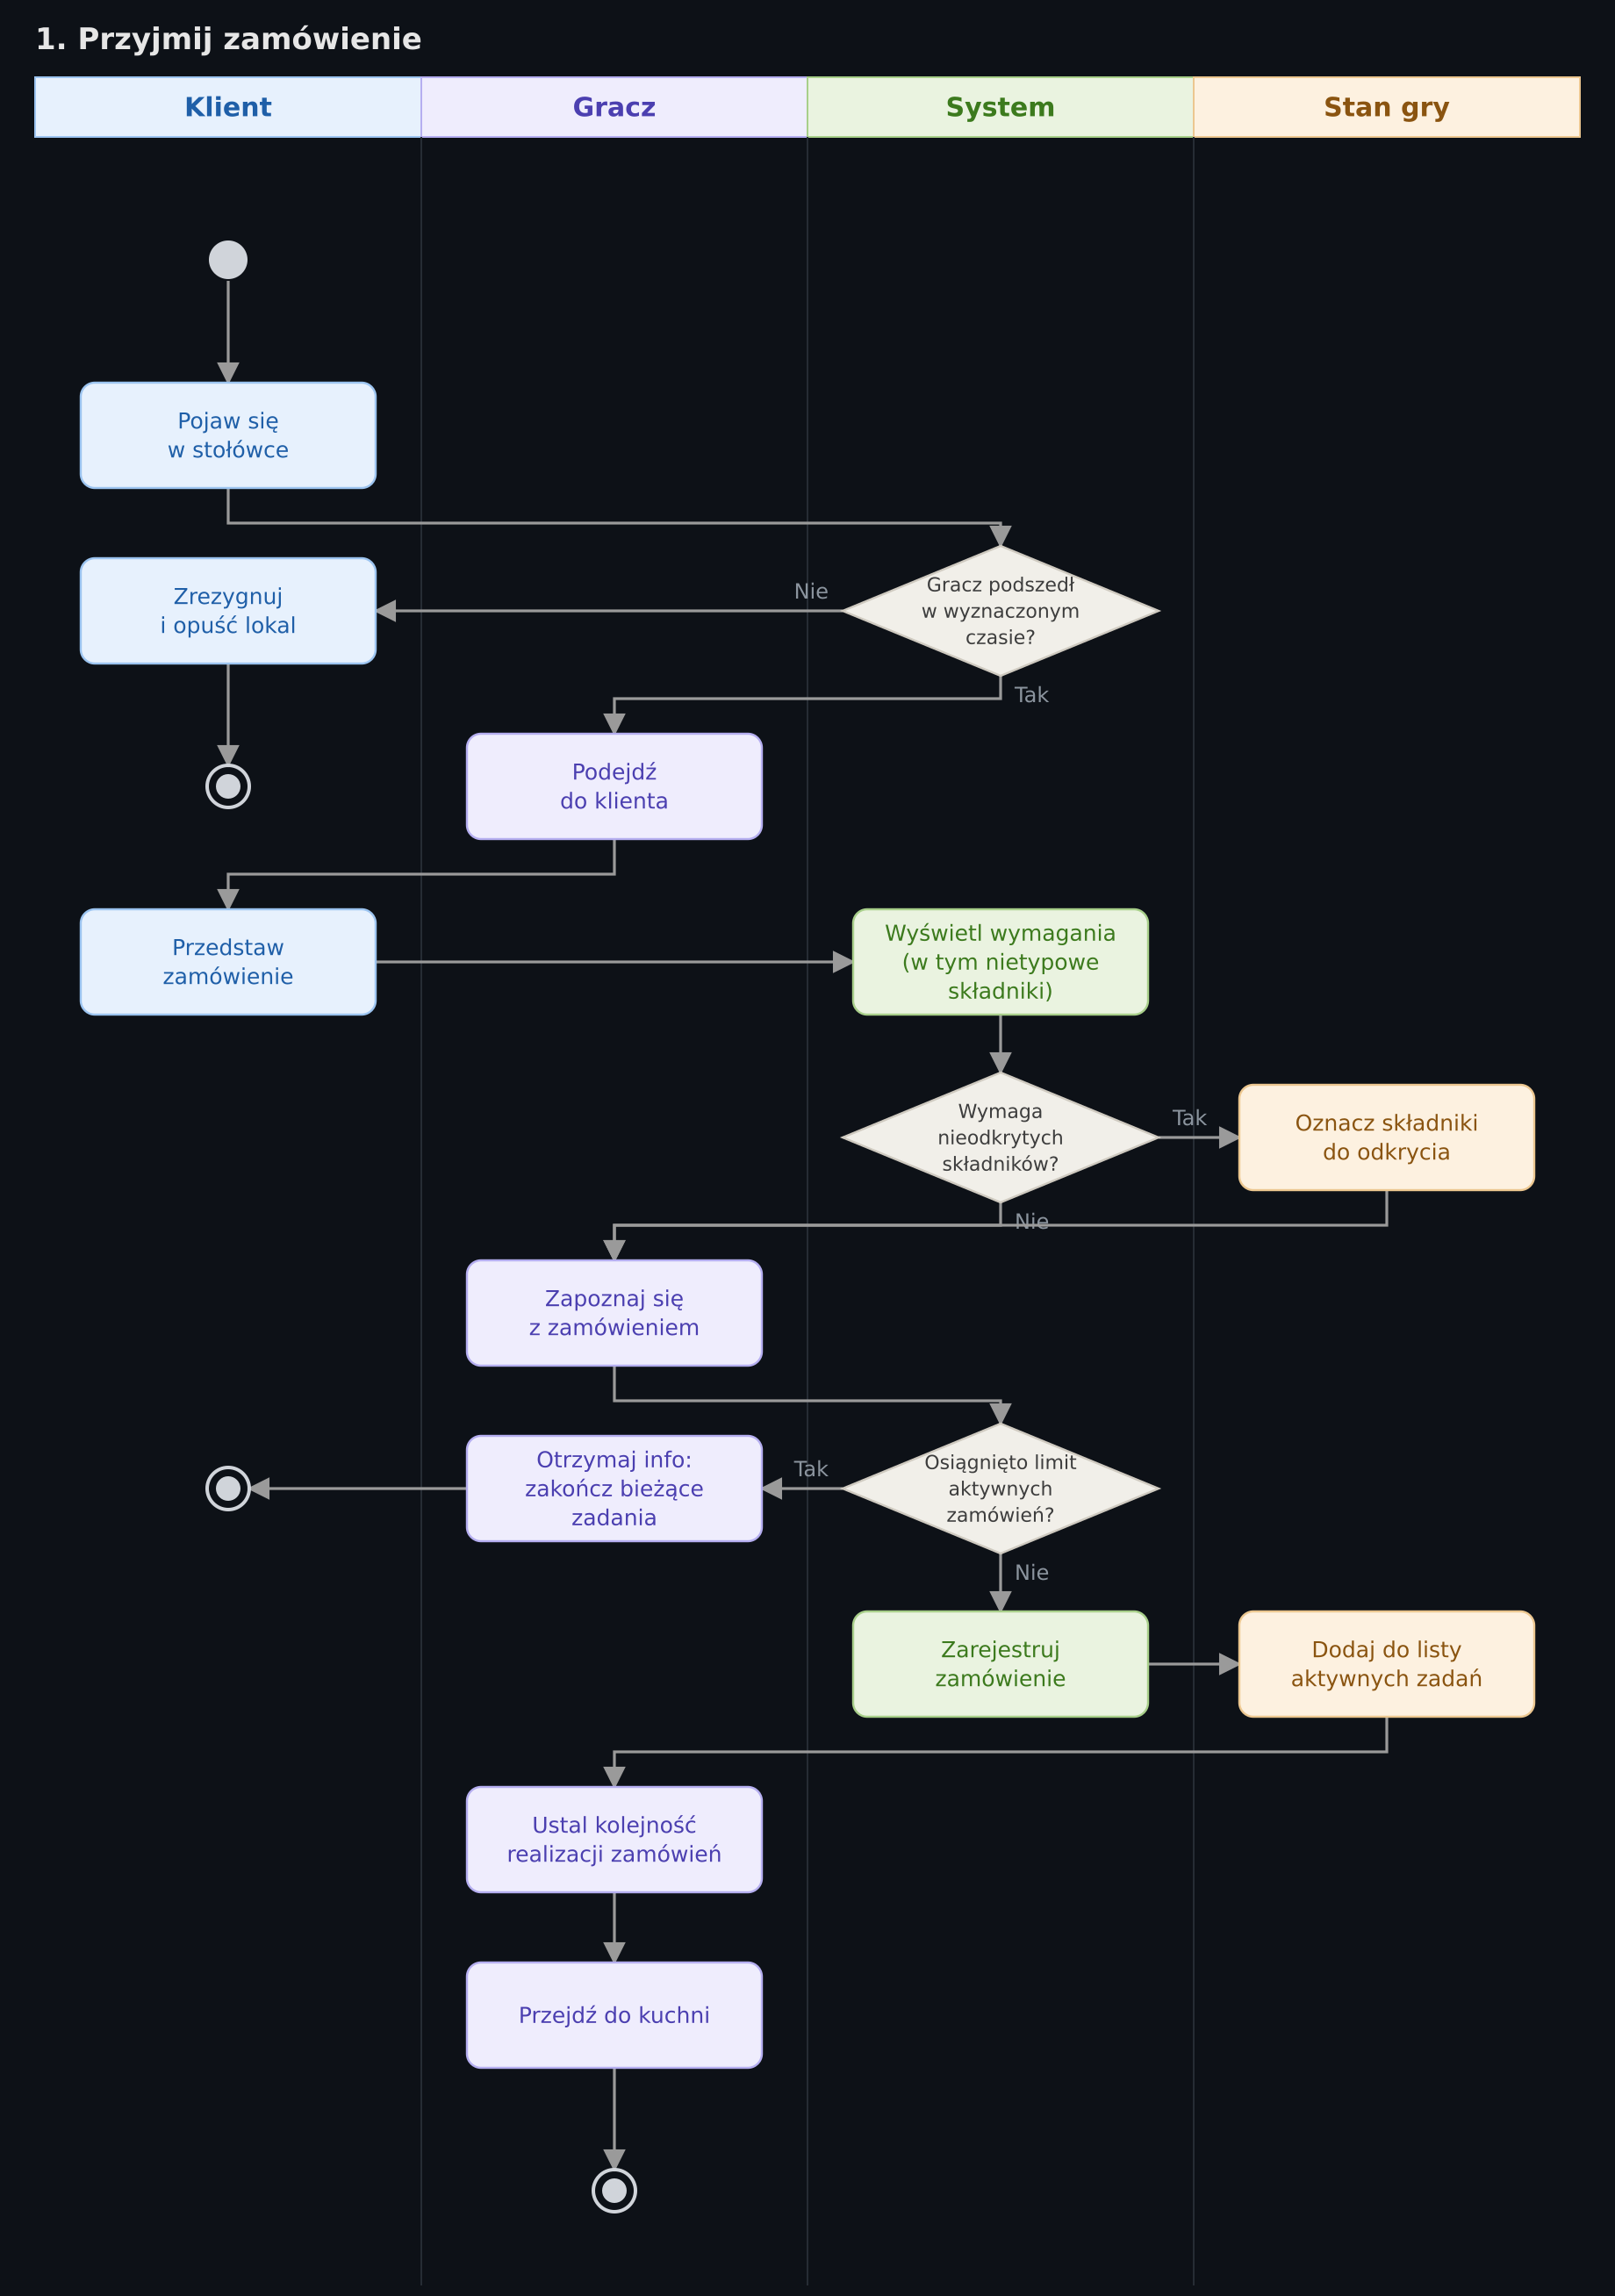 1. Przyjmij zamówienie
Klient
Gracz
System
Stan gry
Pojaw się
w stołówce
Zrezygnuj
i opuść lokal
Nie
Gracz podszedł
w wyznaczonym
czasie?
Tak
Podejdź
do klienta
Przedstaw
zamówienie
Wyświetl wymagania
(w tym nietypowe
składniki)
Wymaga
nieodkrytych
składników?
Tak
Oznacz składniki
do odkrycia
Nie
Zapoznaj się
z zamówieniem
Otrzymaj info:
zakończ bieżące
zadania
Tak
Osiągnięto limit
aktywnych
zamówień?
Nie
Zarejestruj
zamówienie
Dodaj do listy
aktywnych zadań
Ustal kolejność
realizacji zamówień
Przejdź do kuchni